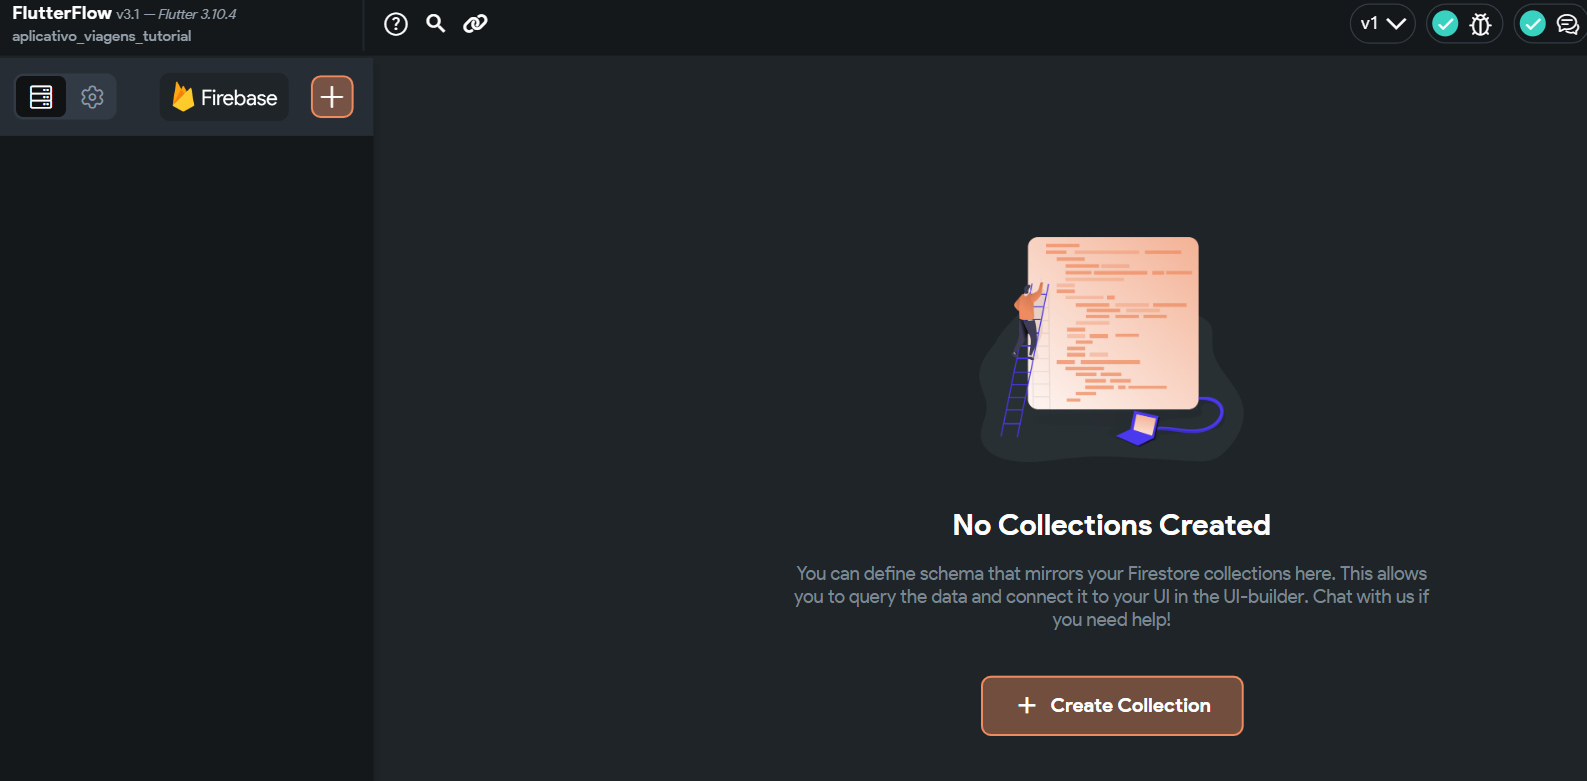 FlutterFlow v3.1 — Flutter 3.10.4
aplicativo_viagens_tutorial
v1
Firebase
No Collections Created
You can define schema that mirrors your Firestore collections here. This allows
you to query the data and connect it to your UI in the UI-builder. Chat with us if
you need help!
+ Create Collection